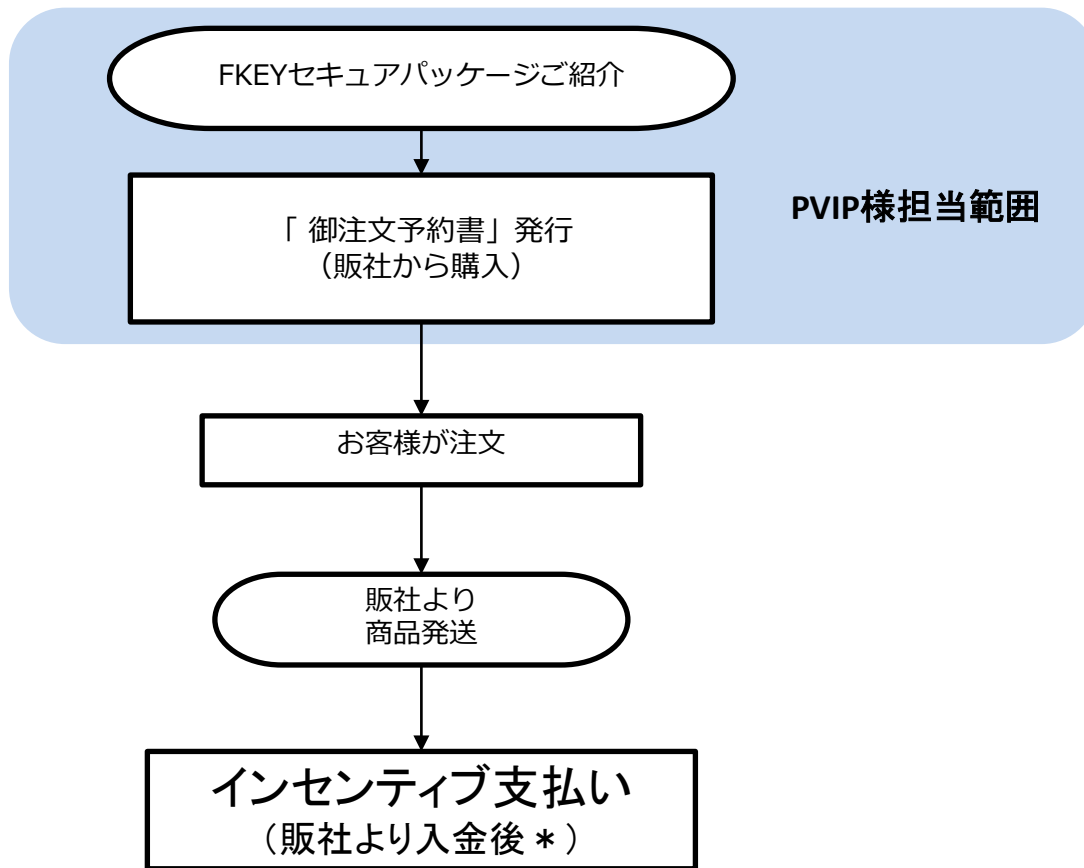 FKEYセキュアパッケージご紹介
「 御注文予約書」発行
（販社から購入）
PVIP様担当範囲
お客様が注文
販社より
商品発送
インセンティブ支払い
（販社より入金後＊）